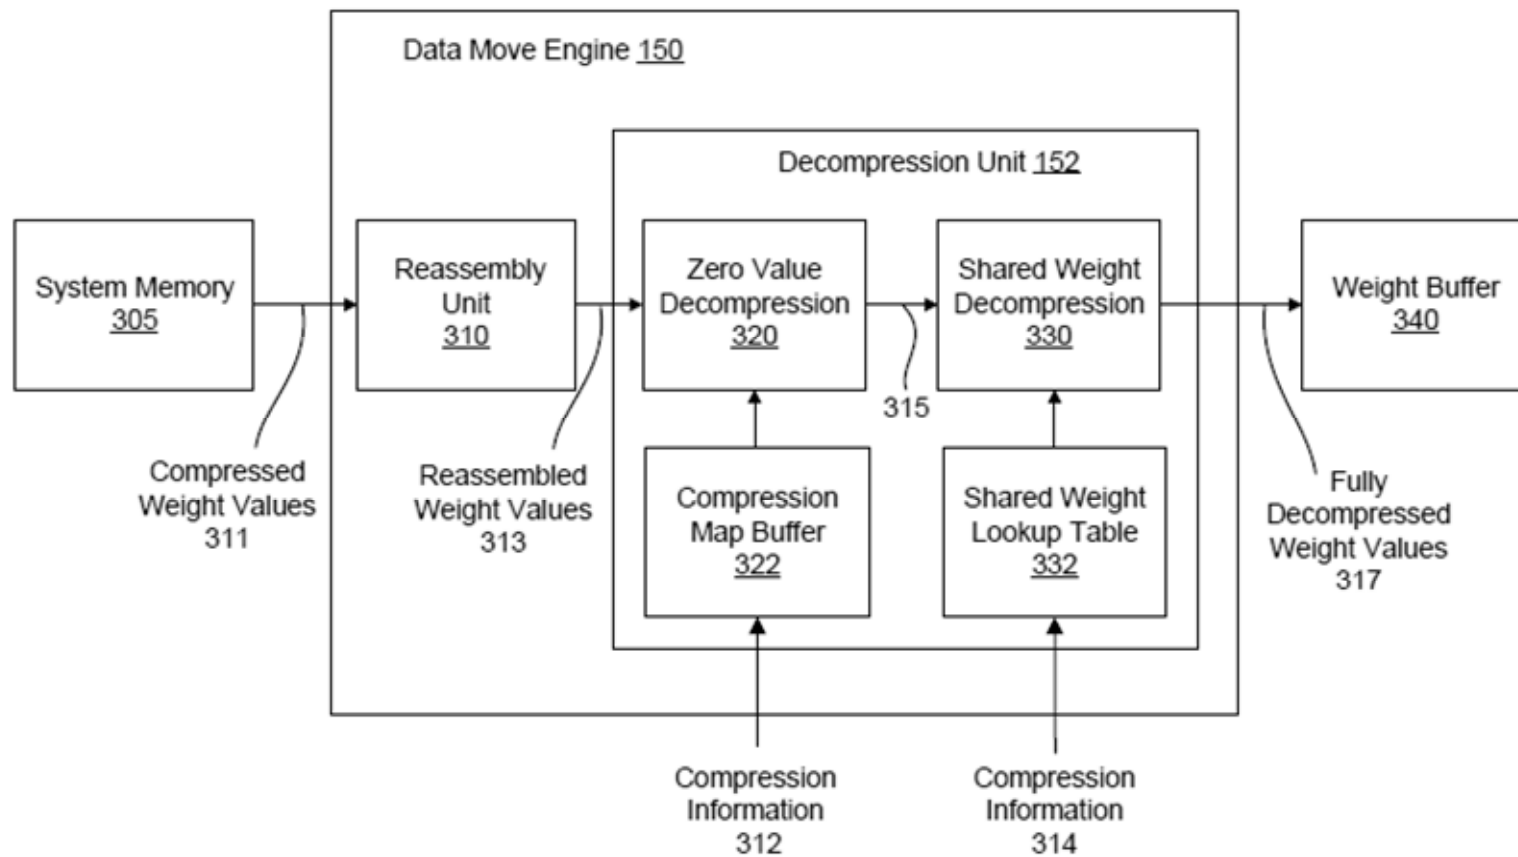 Data Move Engine 150
Decompression Unit 152
System Memory
305
Reassembly
Unit
310
Zero Value
Decompression
320
Shared Weight
Decompression
330
Weight Buffer
340
315
Compressed
Weight Values
311
Reassembled
Weight Values
313
Compression
Map Buffer
322
Shared Weight
Lookup Table
332
Fully
Decompressed
Weight Values
317
Compression
Information
312
Compression
Information
314